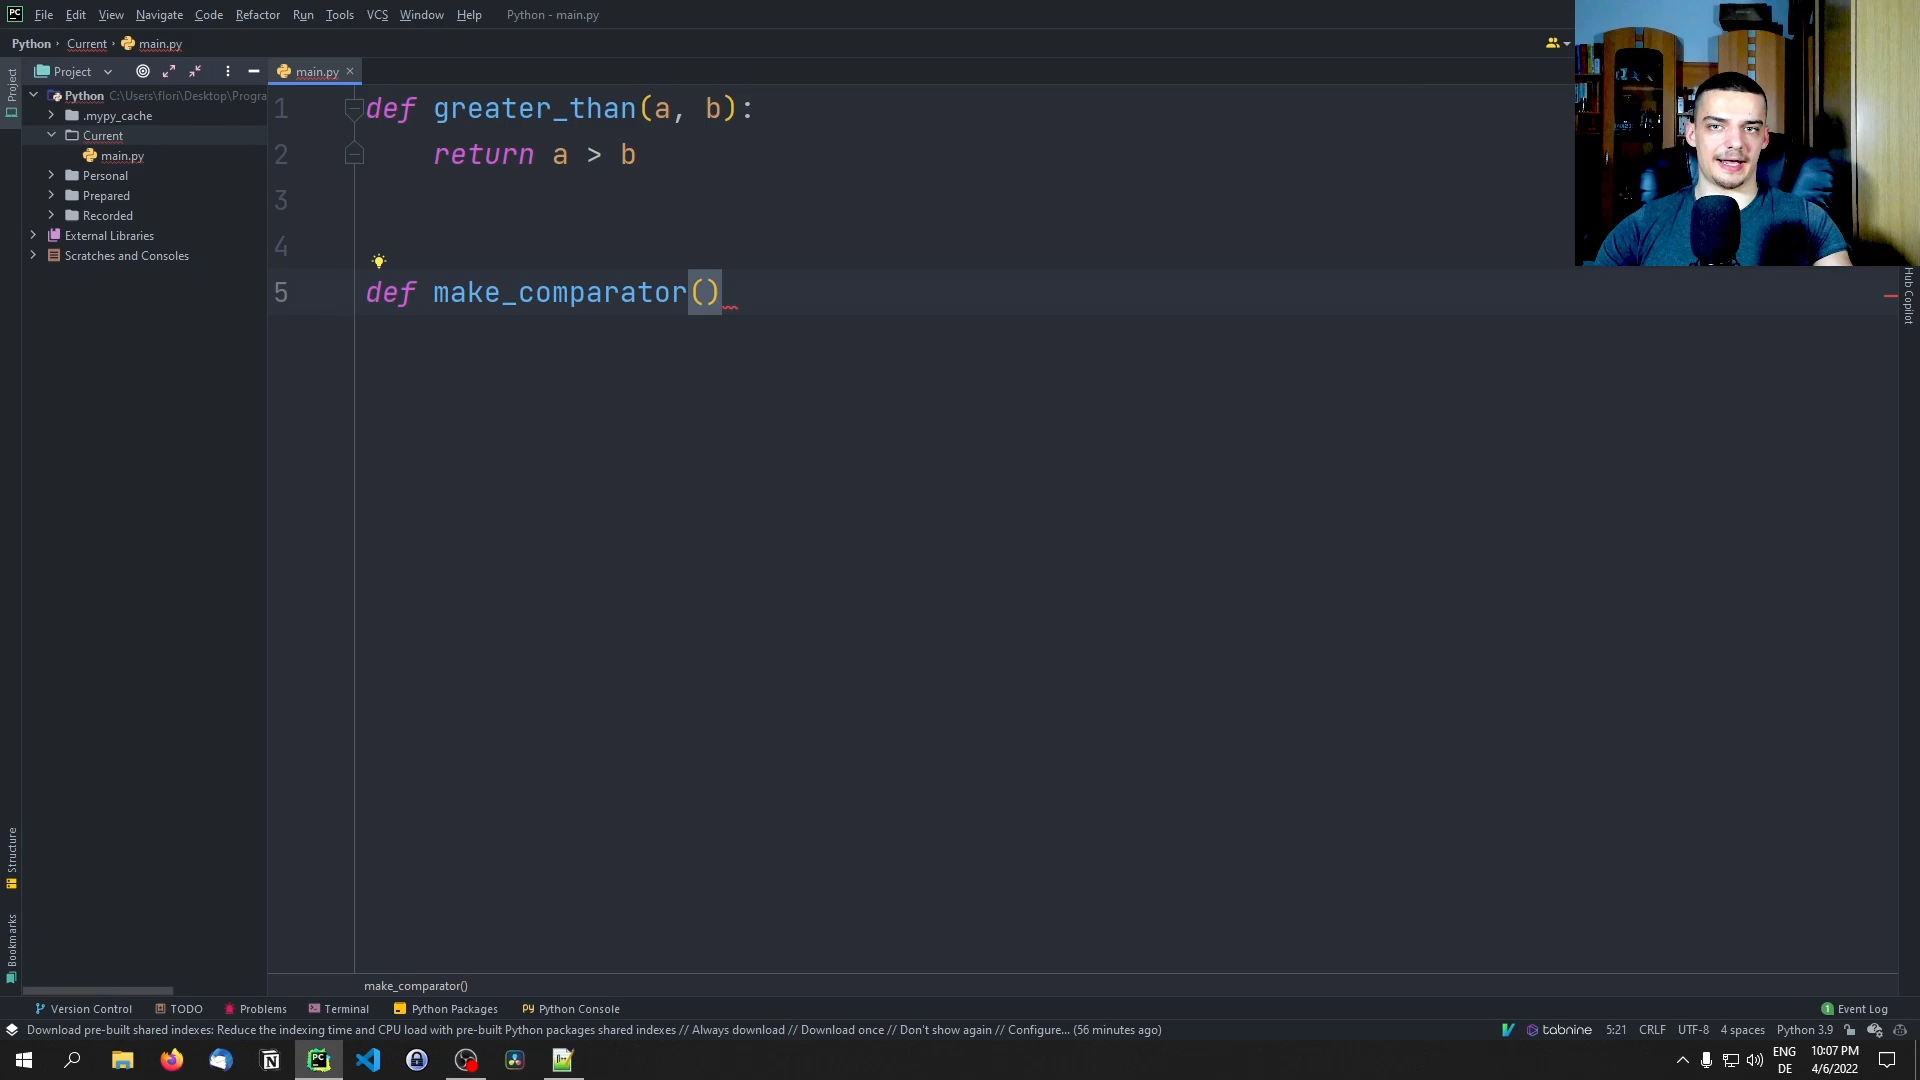 PC File Edit View Navigate Code Refactor Run Tools VCS Window Help Python - main.py
Python › Current › main.py
Project
Project
main.py
Python C:\Users\flori\Desktop\Progra
.mypy_cache
Current
main.py
Personal
Prepared
Recorded
External Libraries
Scratches and Consoles
1 def greater_than(a, b):
2 return a > b
3
4
5 def make_comparator()
Hub Copilot
Structure
Bookmarks
make_comparator()
Version Control TODO Problems Terminal Python Packages Python Console 1 Event Log
Download pre-built shared indexes: Reduce the indexing time and CPU load with pre-built Python packages shared indexes // Always download // Download once // Don't show again // Configure... (56 minutes ago) tabnine 5:21 CRLF UTF-8 4 spaces Python 3.9
PC
ENG 10:07 PM
DE 4/6/2022